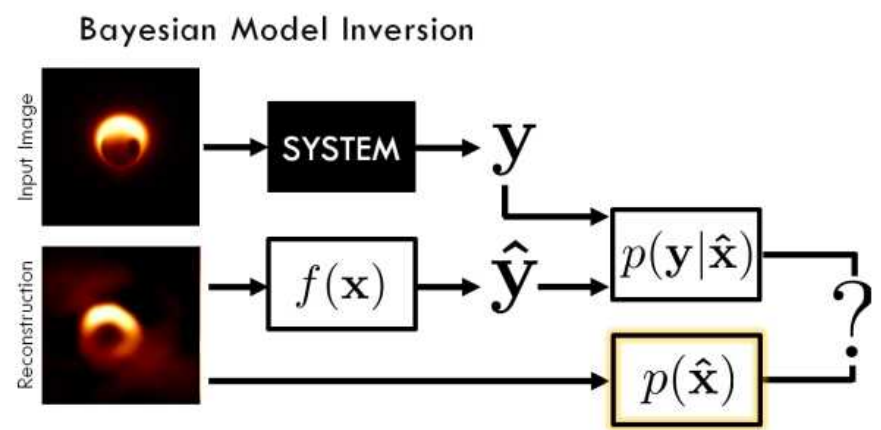 Bayesian Model Inversion
Input Image
SYSTEM
y
Reconstruction
f(x)
ŷ
p(y|x̂)
?
p(x̂)